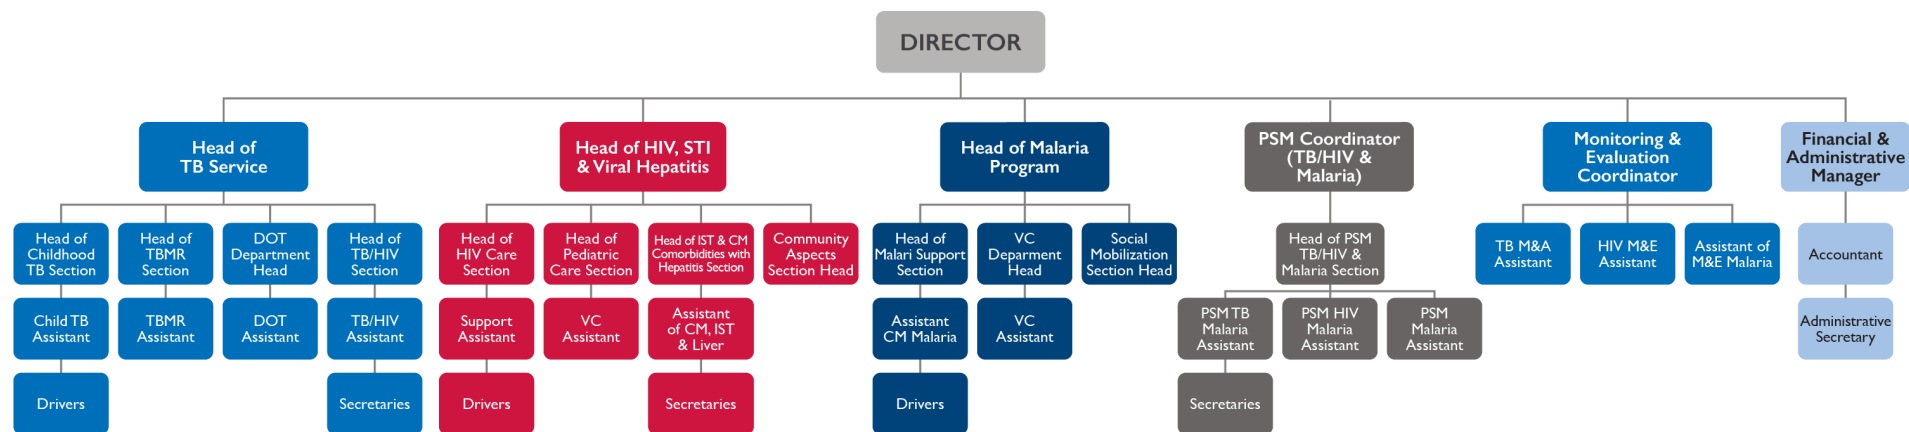 DIRECTOR
Head of
TB Service
Head of HIV, STI
& Viral Hepatitis
Head of Malaria
Program
PSM Coordinator
(TB/HIV &
Malaria)
Monitoring &
Evaluation
Coordinator
Financial &
Administrative
Manager
Head of
Childhood
TB Section
Head of
TBMR
Section
DOT
Department
Head
Head of
TB/HIV
Section
Head of
HIV Care
Section
Head of
Pediatric
Care Section
Head of IST & CM
Comorbidities with
Hepatitis Section
Community
Aspects
Section Head
Head of
Malari Support
Section
VC
Deparment
Head
Social
Mobilization
Section Head
Head of PSM
TB/HIV &
Malaria Section
TB M&A
Assistant
HIV M&E
Assistant
Assistant of
M&E Malaria
Accountant
Child TB
Assistant
TBMR
Assistant
DOT
Assistant
TB/HIV
Assistant
Support
Assistant
VC
Assistant
Assistant
of CM, IST
& Liver
Assistant
CM Malaria
VC
Assistant
PSM TB
Malaria
Assistant
PSM HIV
Malaria
Assistant
PSM
Malaria
Assistant
Administrative
Secretary
Drivers
Secretaries
Drivers
Secretaries
Drivers
Secretaries